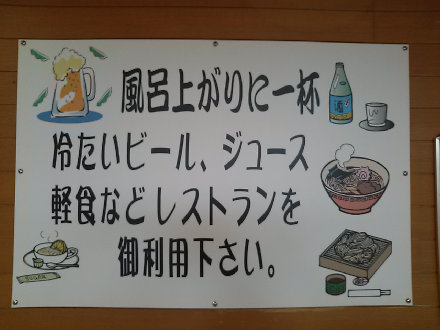 風呂上がりに一杯
酒
冷たいビール、ジュース
軽食などレストランを
御利用下さい。